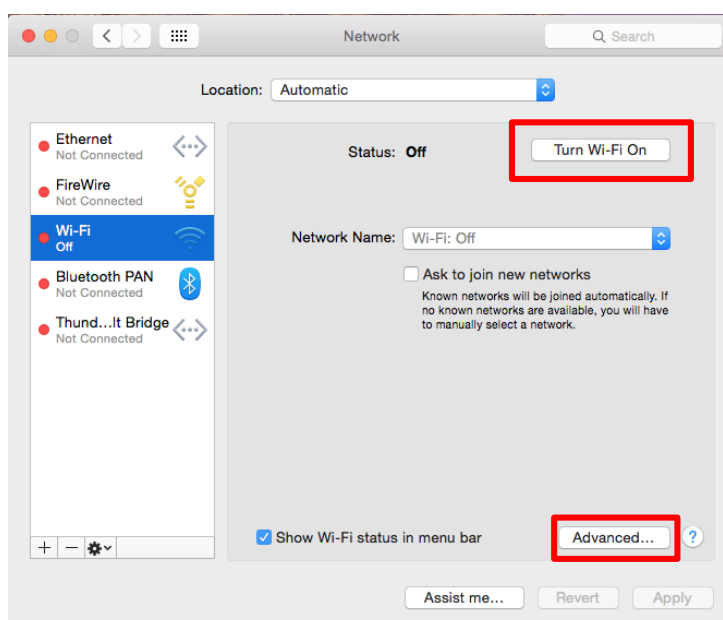 Network
Search
Location: Automatic
Ethernet
Not Connected
FireWire
Not Connected
Wi-Fi
Off
Bluetooth PAN
Not Connected
Thund...lt Bridge
Not Connected
Status: Off
Turn Wi-Fi On
Network Name: Wi-Fi: Off
Ask to join new networks
Known networks will be joined automatically. If
no known networks are available, you will have
to manually select a network.
Show Wi-Fi status in menu bar
Advanced...
?
Assist me...
Revert
Apply